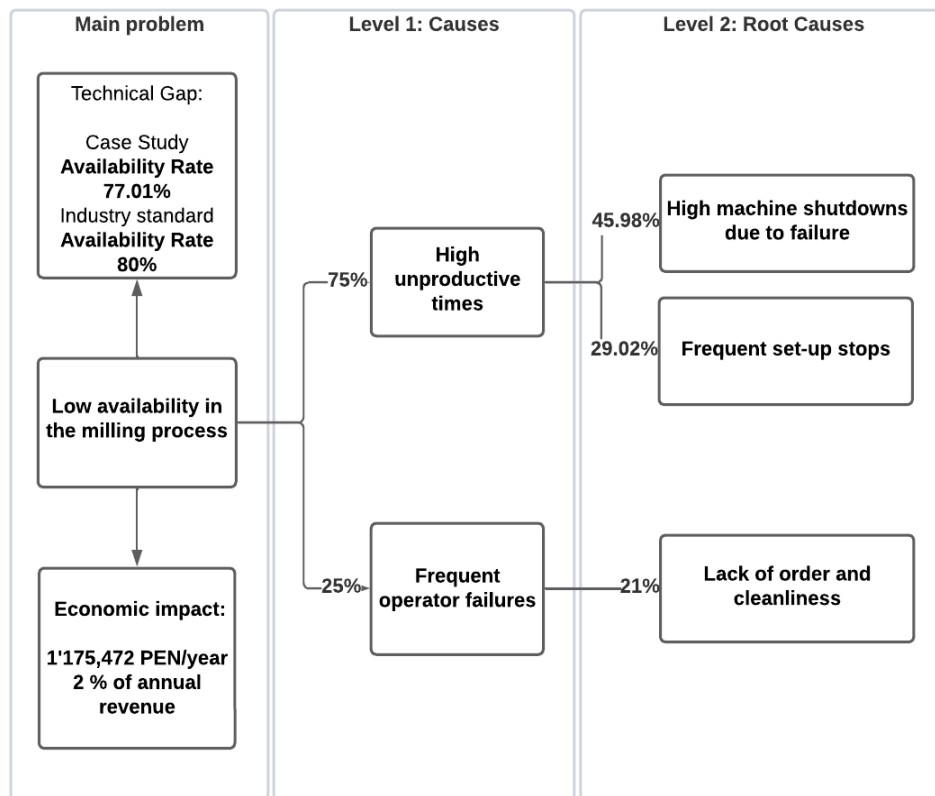 Main problem
Level 1: Causes
Level 2: Root Causes
Technical Gap:
Case Study
Availability Rate
77.01%
Industry standard
Availability Rate
80%
Low availability in
the milling process
Economic impact:
1'175,472 PEN/year
2 % of annual
revenue
75%
High
unproductive
times
25%
Frequent
operator failures
45.98%
High machine shutdowns
due to failure
29.02%
Frequent set-up stops
21%
Lack of order and
cleanliness